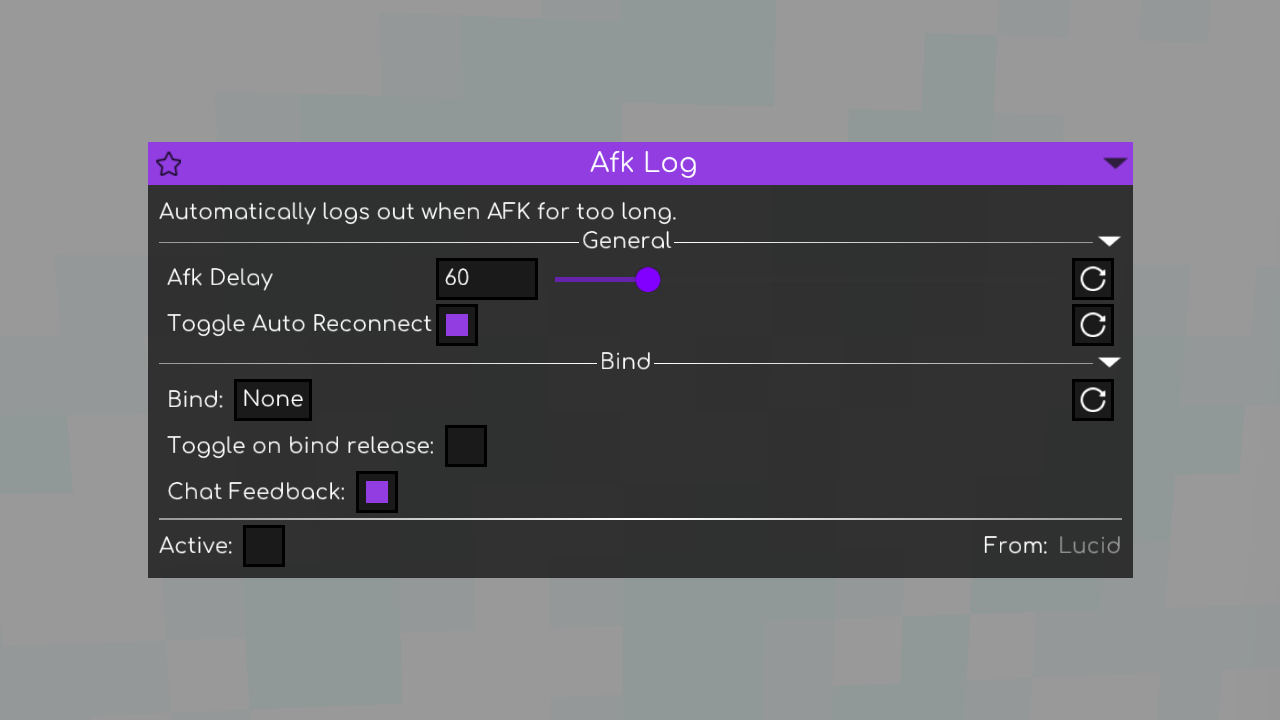 Afk Log
Automatically logs out when AFK for too long.
General
Afk Delay 60
Toggle Auto Reconnect
Bind
Bind: None
Toggle on bind release:
Chat Feedback:
Active: From: Lucid